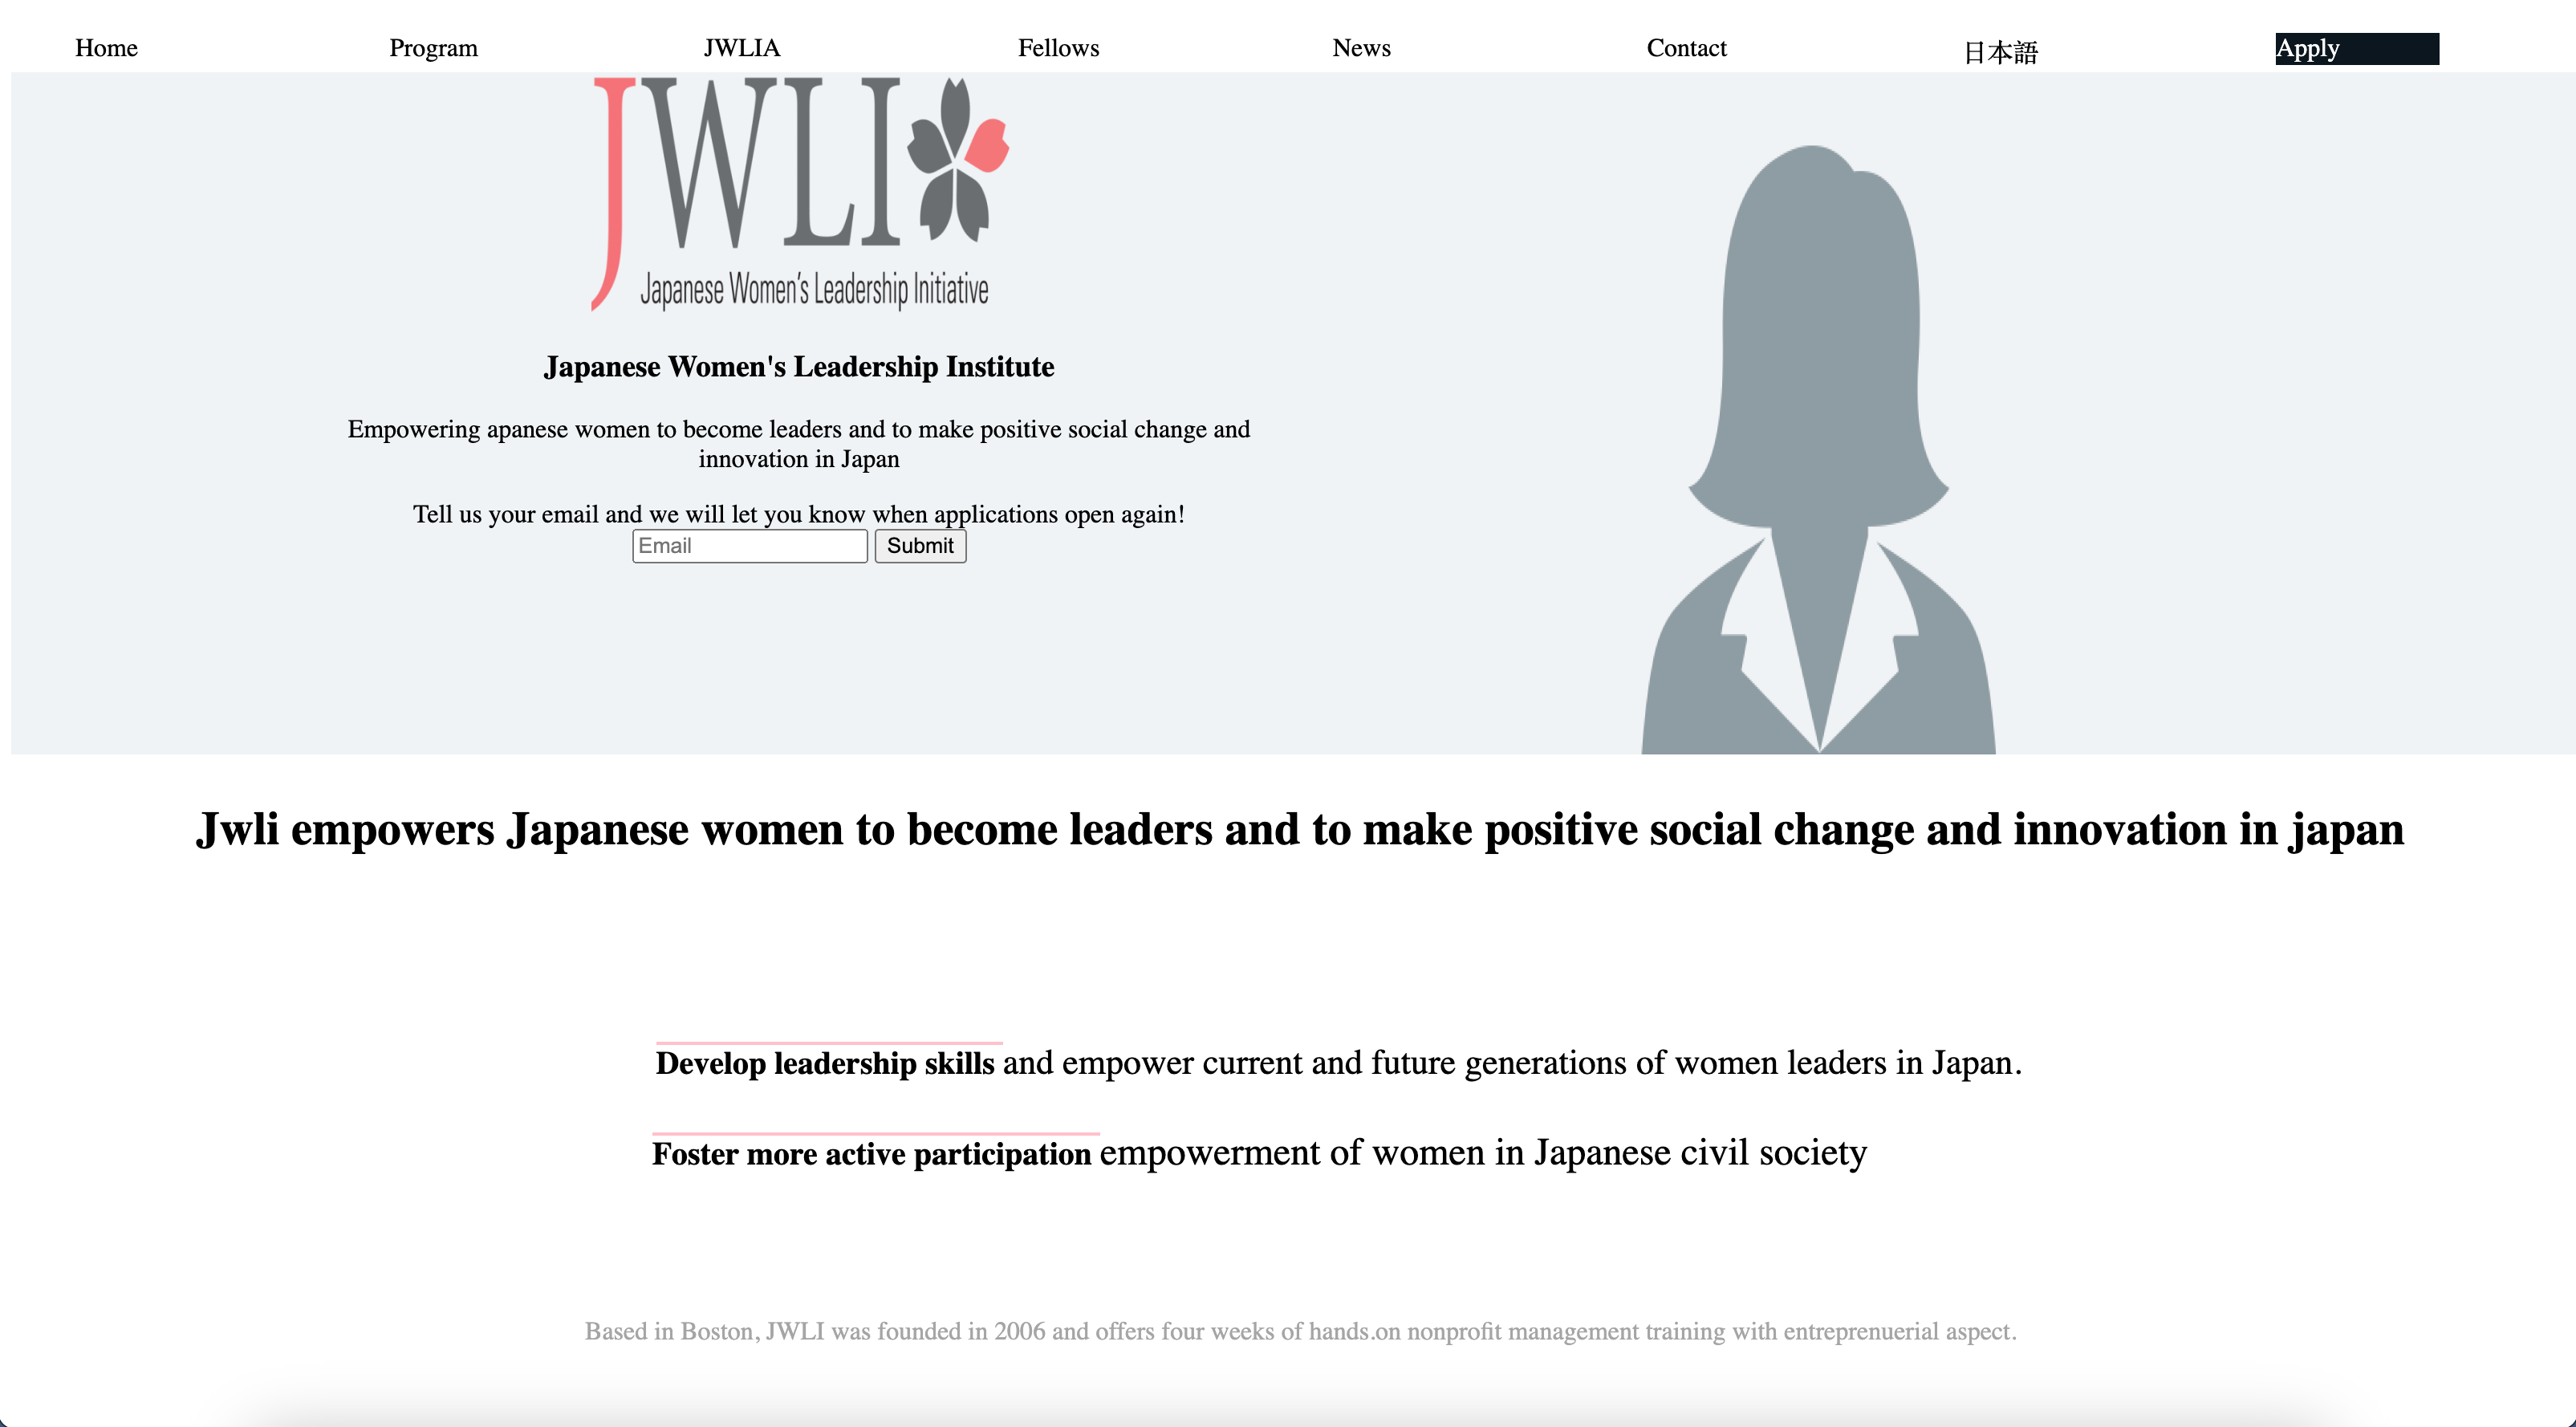 Home Program JWLIA Fellows News Contact 日本語 Apply
JWLI
Japanese Women's Leadership Initiative
Japanese Women's Leadership Institute
Empowering apanese women to become leaders and to make positive social change and
innovation in Japan
Tell us your email and we will let you know when applications open again!
Email Submit
Jwli empowers Japanese women to become leaders and to make positive social change and innovation in japan
Develop leadership skills and empower current and future generations of women leaders in Japan.
Foster more active participation empowerment of women in Japanese civil society
Based in Boston, JWLI was founded in 2006 and offers four weeks of hands.on nonprofit management training with entreprenuerial aspect.